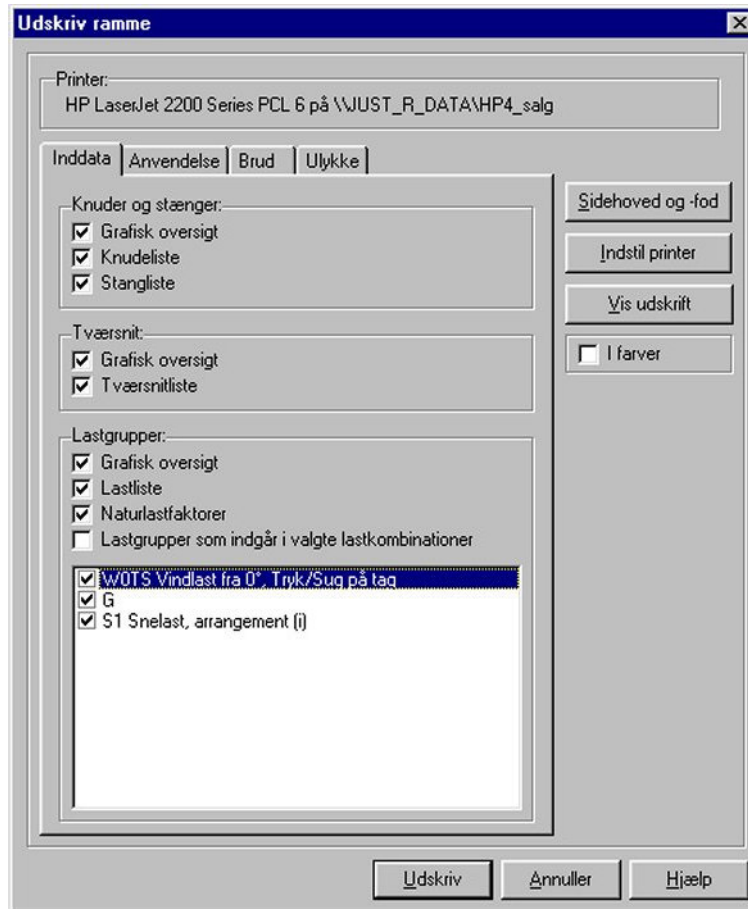 Udskriv ramme
Printer:
HP LaserJet 2200 Series PCL 6 på \\JUST_R_DATA\HP4_salg
Inddata Anvendelse Brud Ulykke
Knuder og stænger:
Grafisk oversigt
Knudeliste
Stangliste
Tværsnit:
Grafisk oversigt
Tværsnitliste
Lastgrupper:
Grafisk oversigt
Lastliste
Naturlastfaktorer
Lastgrupper som indgår i valgte lastkombinationer
W0TS Vindlast fra 0°, Tryk/Sug på tag
G
S1 Snelast, arrangement (i)
Sidehoved og -fod
Indstil printer
Vis udskrift
I farver
Udskriv Annuller Hjælp